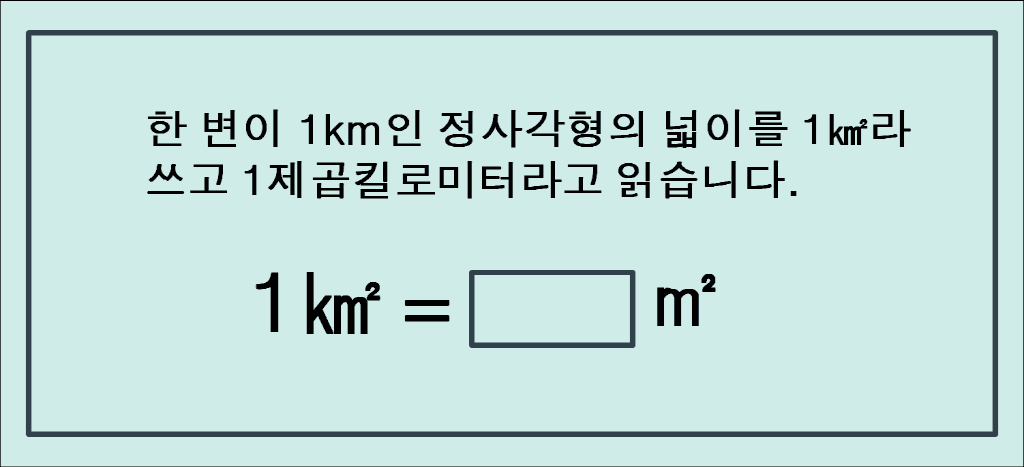 한 변이 1km인 정사각형의 넓이를 1㎢라
쓰고 1제곱킬로미터라고 읽습니다.
1㎢ = m²